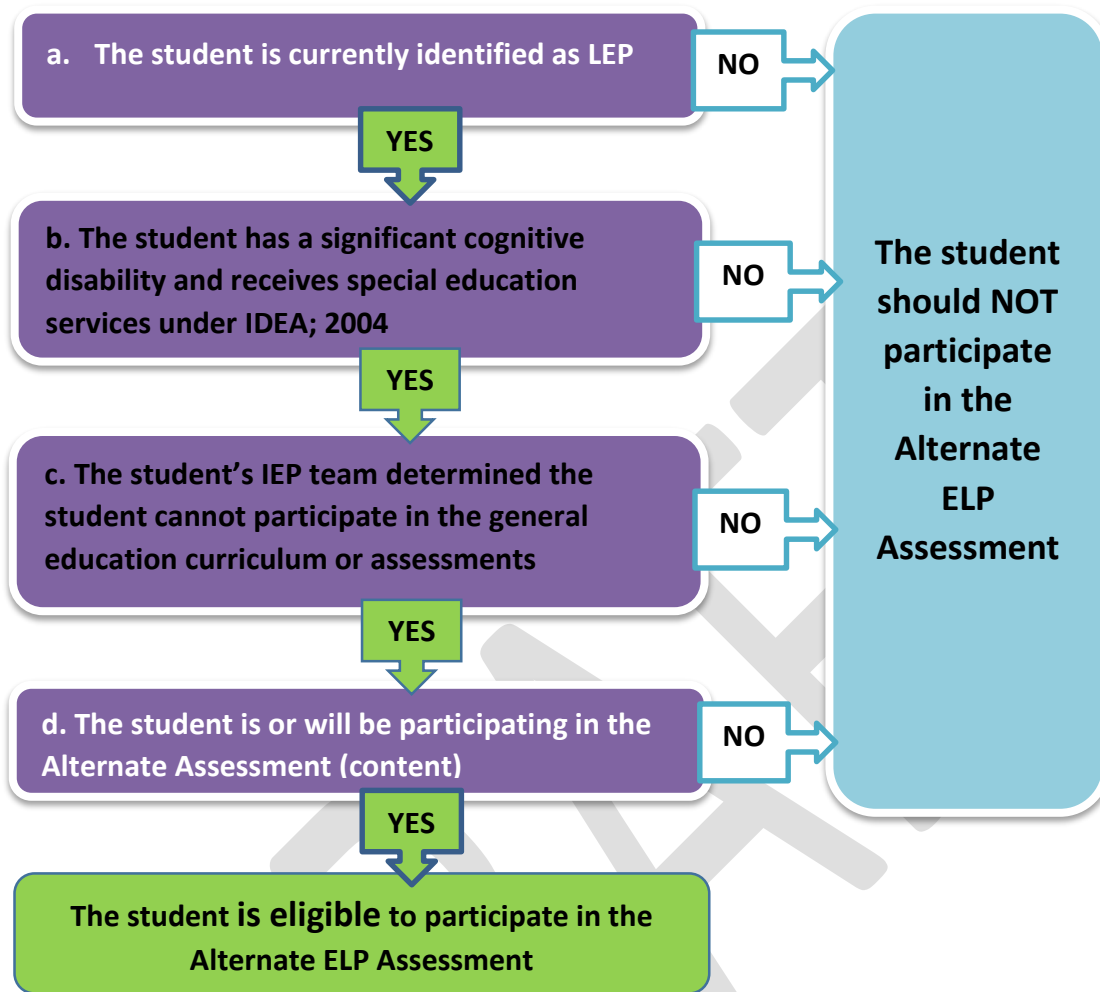 a. The student is currently identified as LEP
NO
YES
b. The student has a significant cognitive
disability and receives special education
services under IDEA; 2004
NO
YES
c. The student’s IEP team determined the
student cannot participate in the general
education curriculum or assessments
NO
YES
d. The student is or will be participating in the
Alternate Assessment (content)
NO
YES
The student is eligible to participate in the
Alternate ELP Assessment
The student
should NOT
participate
in the
Alternate
ELP
Assessment